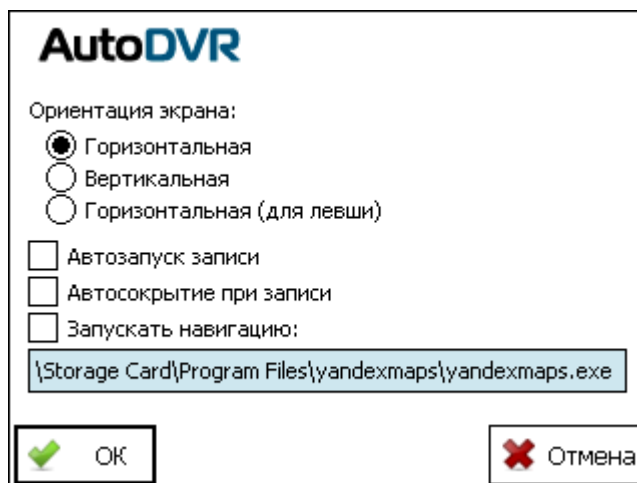 AutoDVR
Ориентация экрана:
Горизонтальная
Вертикальная
Горизонтальная (для левши)
Автозапуск записи
Автосокрытие при записи
Запускать навигацию:
\Storage Card\Program Files\yandexmaps\yandexmaps.exe
ОК
Отмена